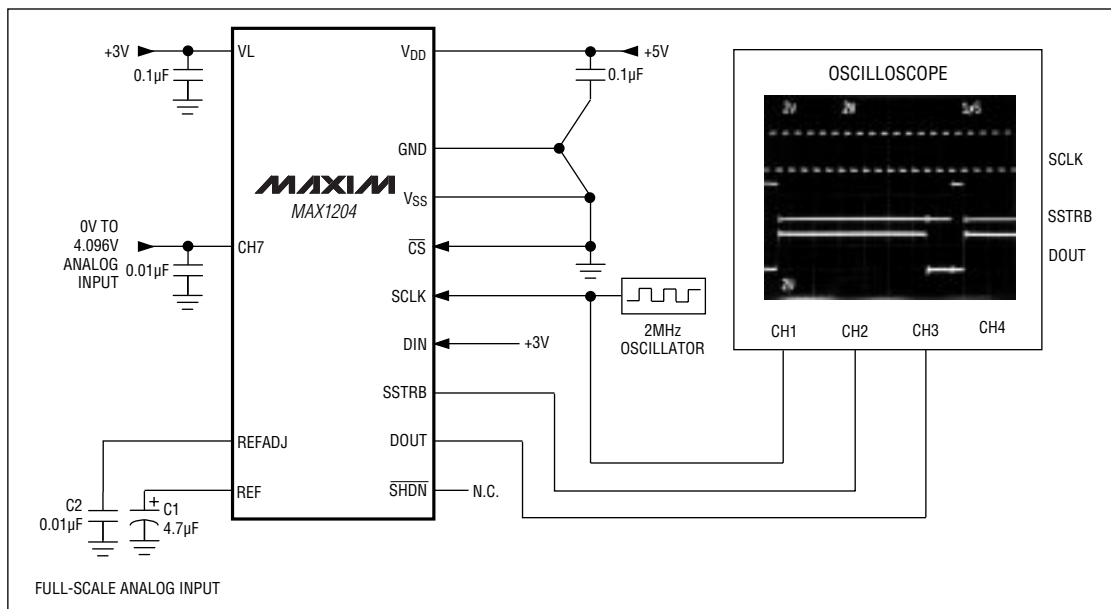 +3V
VL
0.1µF
VDD
+5V
0.1µF
GND
MAXIM
MAX1204
VSS
0V TO
4.096V
ANALOG
INPUT
CH7
0.01µF
CS
SCLK
2MHz
OSCILLATOR
DIN
+3V
SSTRB
DOUT
SHDN
N.C.
REFADJ
REF
C2
0.01µF
+
C1
4.7µF
OSCILLOSCOPE
2V
SCLK
SSTRB
DOUT
CH1
CH2
CH3
CH4
FULL-SCALE ANALOG INPUT